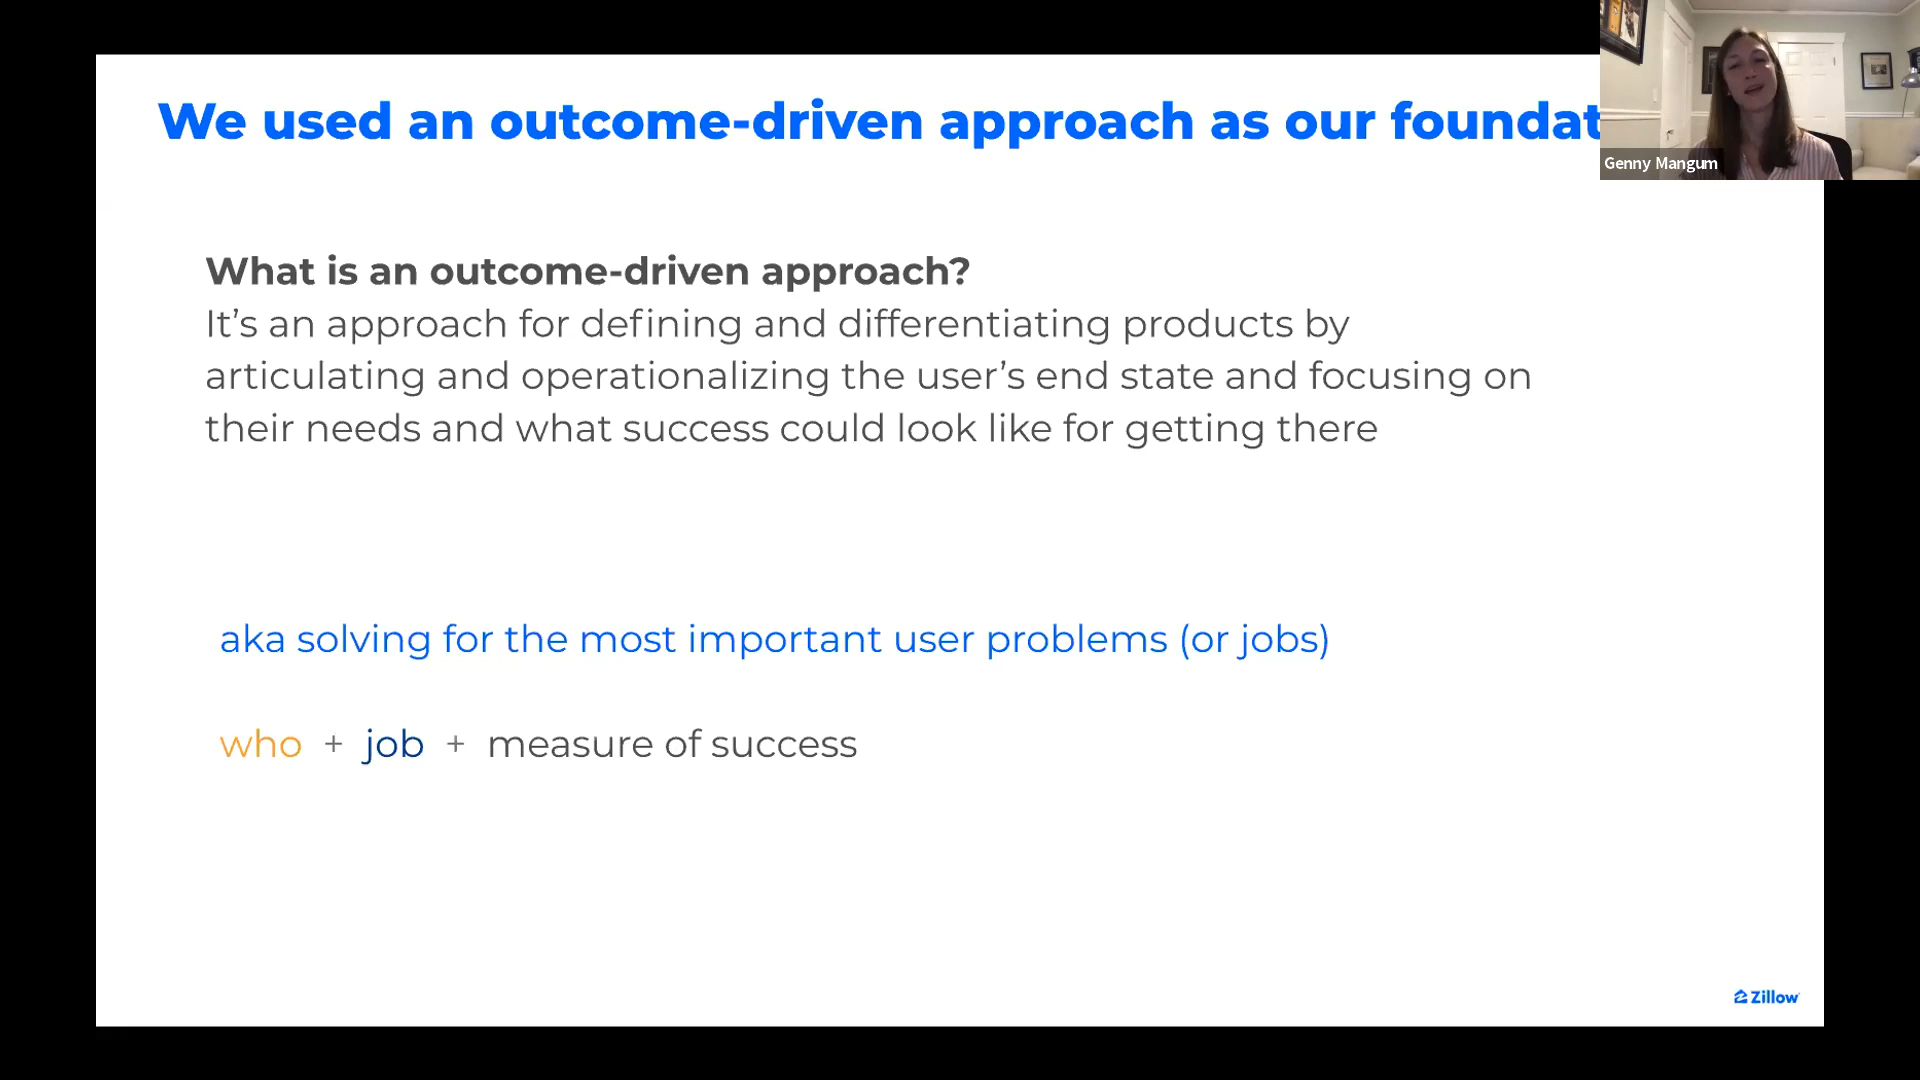 We used an outcome-driven approach as our foundat
Genny Mangum
What is an outcome-driven approach?
It’s an approach for defining and differentiating products by
articulating and operationalizing the user’s end state and focusing on
their needs and what success could look like for getting there
aka solving for the most important user problems (or jobs)
who + job + measure of success
Zillow